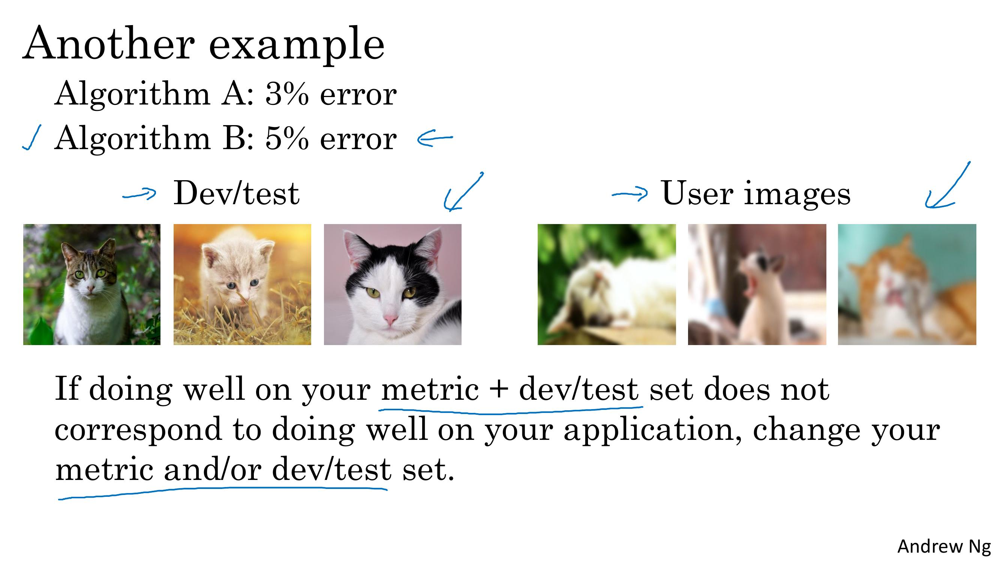 Another example
Algorithm A: 3% error
Algorithm B: 5% error
Dev/test
User images
If doing well on your metric + dev/test set does not
correspond to doing well on your application, change your
metric and/or dev/test set.
Andrew Ng